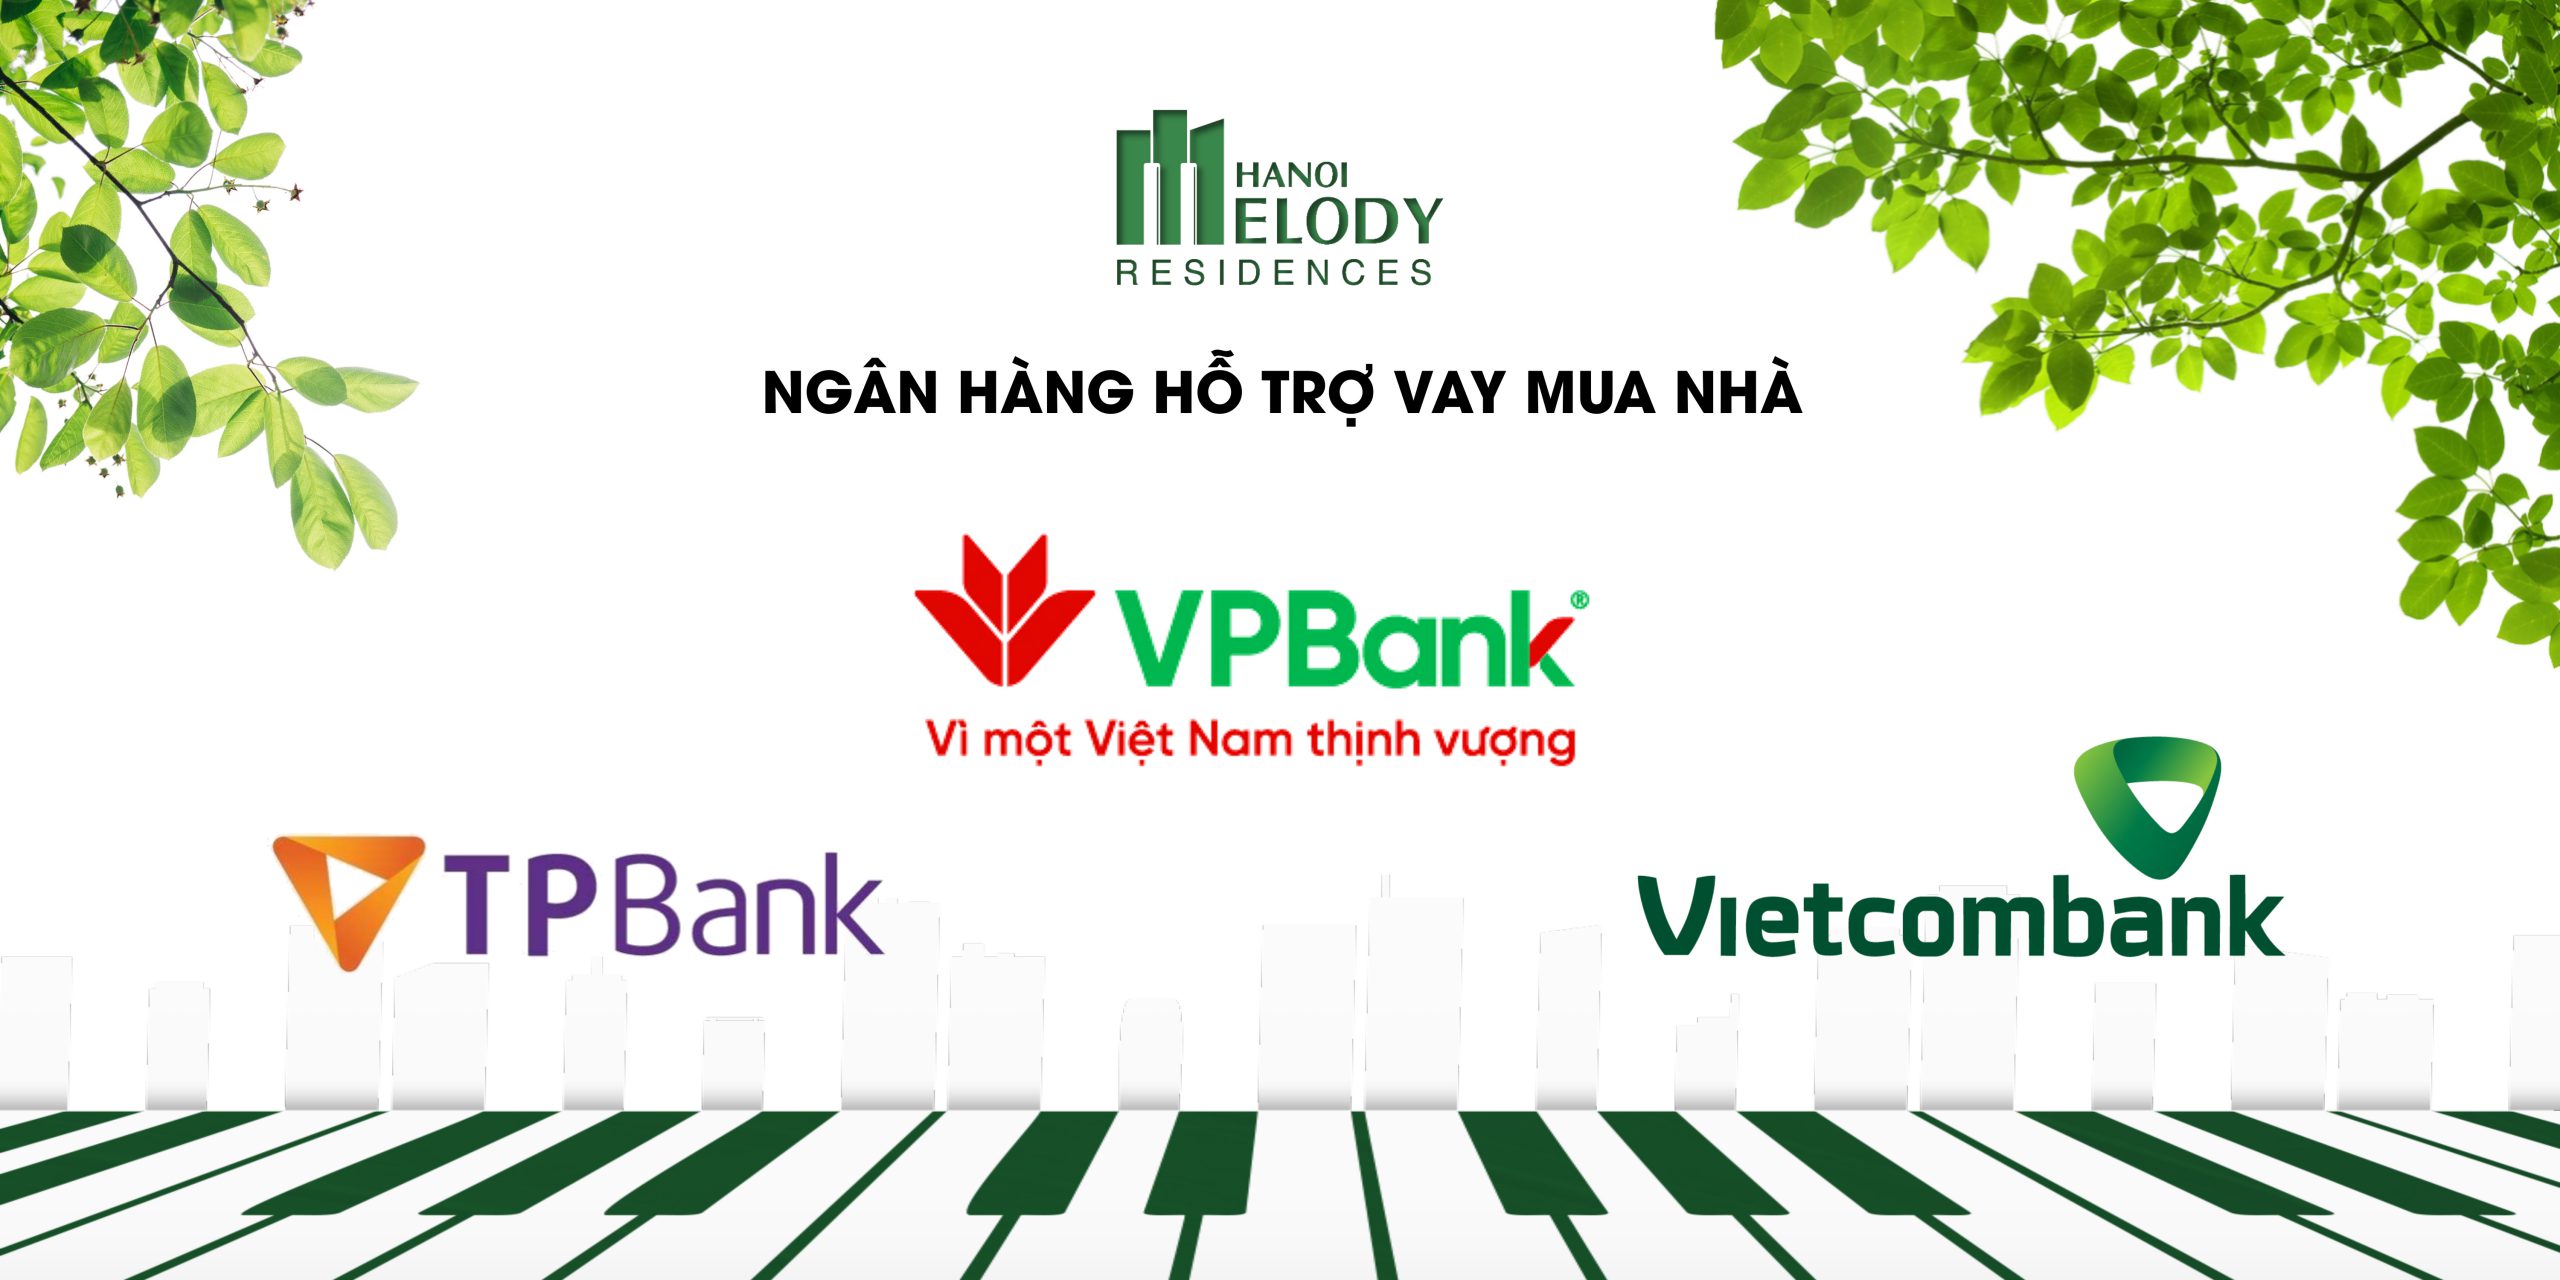 HANOI
MELODY
RESIDENCES
NGÂN HÀNG HỖ TRỢ VAY MUA NHÀ
VPBank®
Vì một Việt Nam thịnh vượng
TPBank
Vietcombank